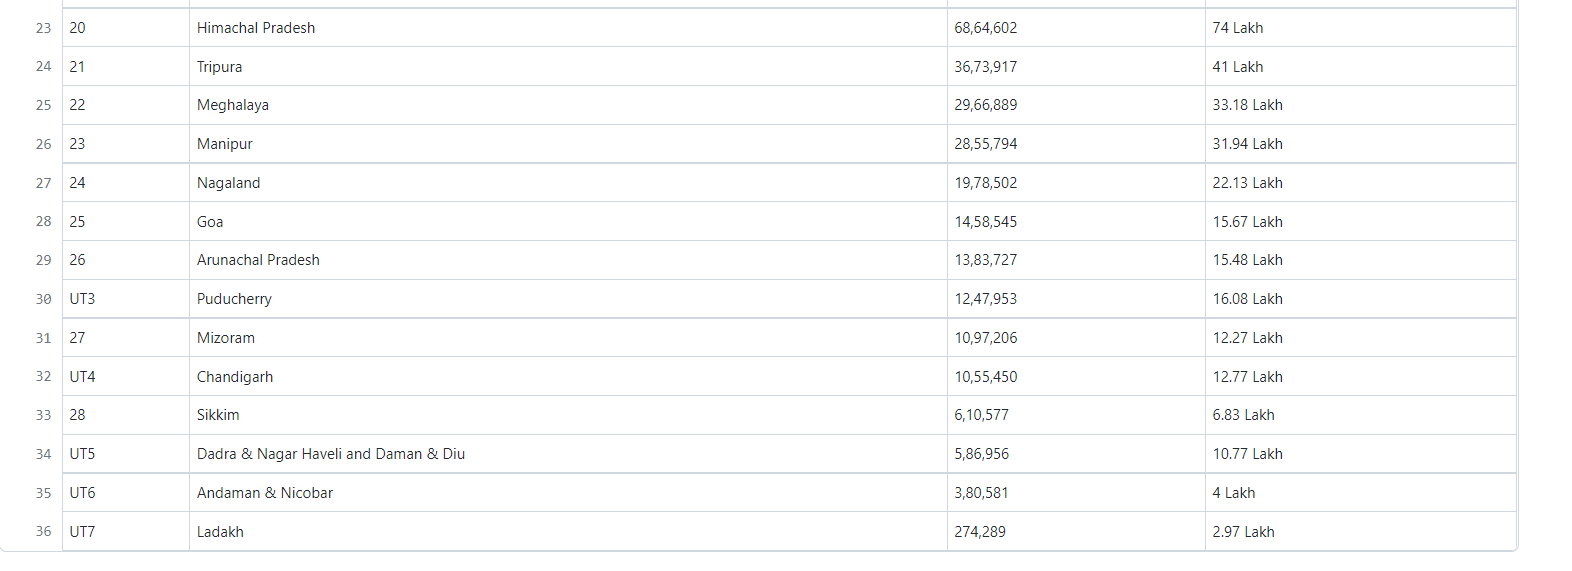 23 20 Himachal Pradesh 68,64,602 74 Lakh
24 21 Tripura 36,73,917 41 Lakh
25 22 Meghalaya 29,66,889 33.18 Lakh
26 23 Manipur 28,55,794 31.94 Lakh
27 24 Nagaland 19,78,502 22.13 Lakh
28 25 Goa 14,58,545 15.67 Lakh
29 26 Arunachal Pradesh 13,83,727 15.48 Lakh
30 UT3 Puducherry 12,47,953 16.08 Lakh
31 27 Mizoram 10,97,206 12.27 Lakh
32 UT4 Chandigarh 10,55,450 12.77 Lakh
33 28 Sikkim 6,10,577 6.83 Lakh
34 UT5 Dadra & Nagar Haveli and Daman & Diu 5,86,956 10.77 Lakh
35 UT6 Andaman & Nicobar 3,80,581 4 Lakh
36 UT7 Ladakh 274,289 2.97 Lakh